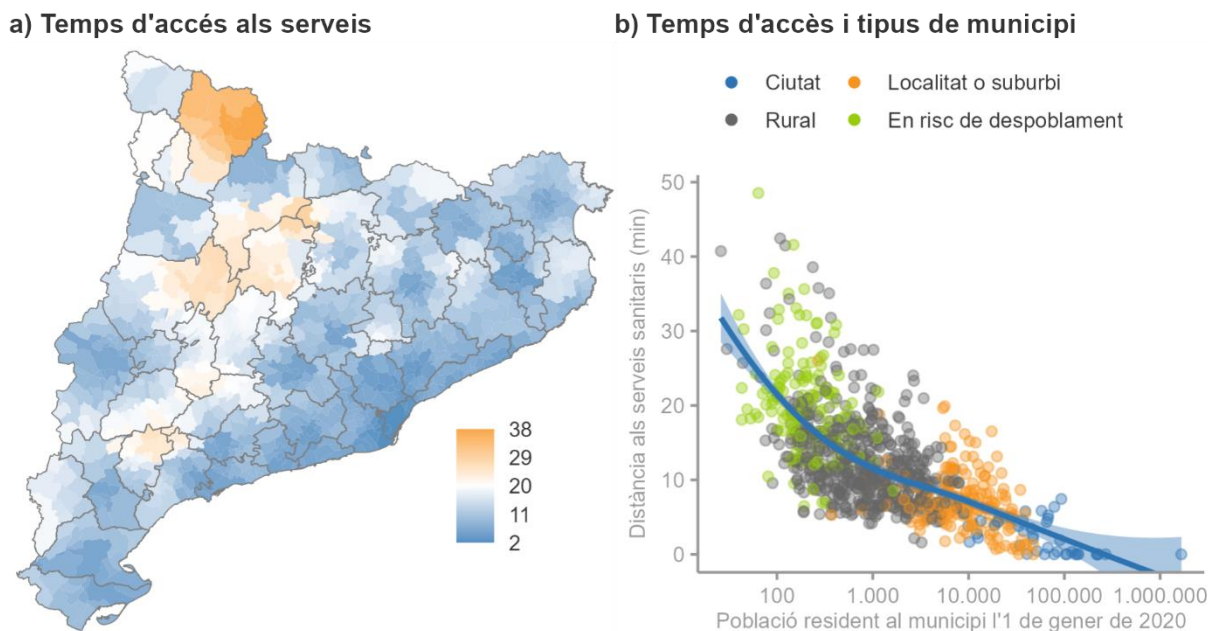 a) Temps d'accés als serveis
38
29
20
11
2
b) Temps d'accès i tipus de municipi
Ciutat
Localitat o suburbi
Rural
En risc de despoblament
Distància als serveis sanitaris (min)
50
40
30
20
10
0
100
1.000
10.000
100.000
1.000.000
Població resident al municipi l'1 de gener de 2020